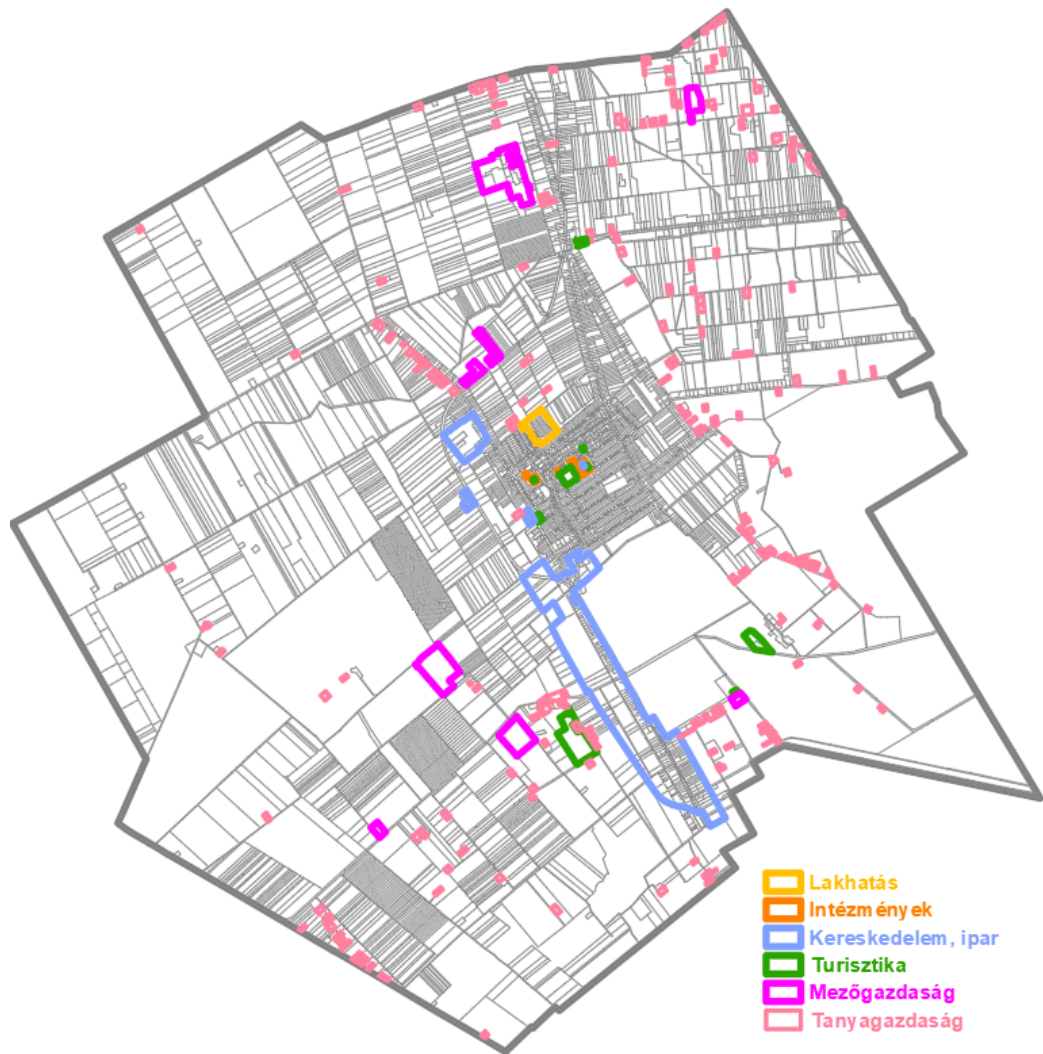 Lakhatás
Intézmények
Kereskedelem, ipar
Turisztika
Mezőgazdaság
Tanyagazdaság